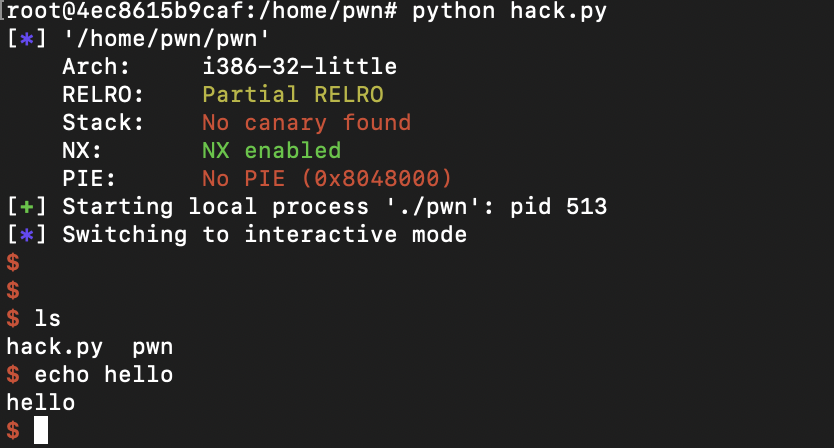 [root@4ec8615b9caf:/home/pwn# python hack.py
[*] '/home/pwn/pwn'
    Arch:     i386-32-little
    RELRO:    Partial RELRO
    Stack:    No canary found
    NX:       NX enabled
    PIE:      No PIE (0x8048000)
[+] Starting local process './pwn': pid 513
[*] Switching to interactive mode
$
$
$ ls
hack.py  pwn
$ echo hello
hello
$